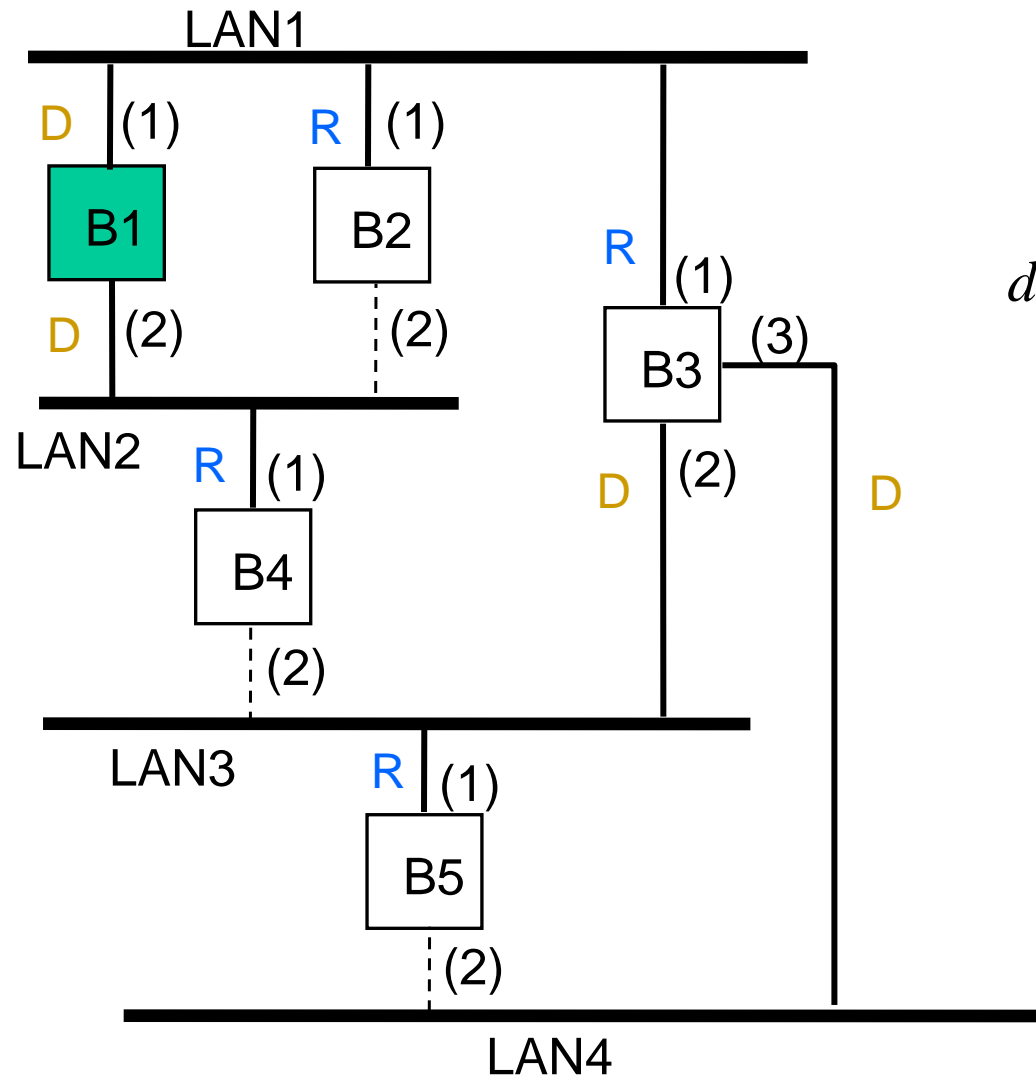 LAN1
D (1) R (1)
B1 B2
R (1)
d
D (2) (2) (3)
B3
LAN2
R (1) D (2) D
B4
(2)
LAN3
R (1)
B5
(2)
LAN4